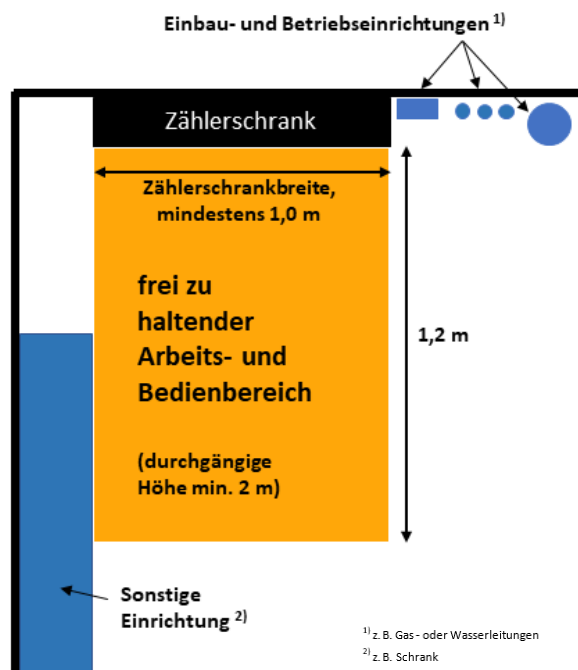 Einbau- und Betriebseinrichtungen 1)
Zählerschrank
Zählerschrankbreite,
mindestens 1,0 m
frei zu
haltender
Arbeits- und
Bedienbereich
1,2 m
(durchgängige
Höhe min. 2 m)
Sonstige
Einrichtung 2)
1) z. B. Gas- oder Wasserleitungen
2) z. B. Schrank